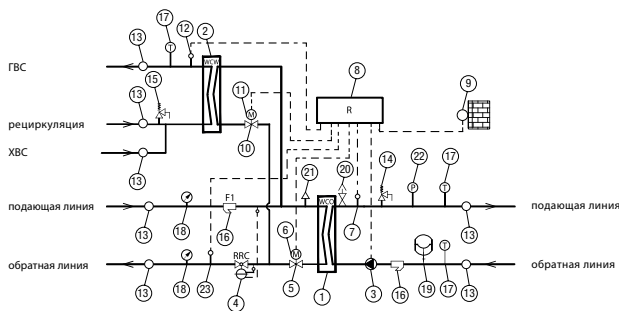 13 17 12 2
ГВС WCW
8 9
15 11 R
13 M
рециркуляция
10
ХВС
13
21 20 14 22 17
F1 WCO P T
подающая линия подающая линия
13 18 16 6 7 13
M T
RRC
обратная линия обратная линия
13 18 23 4 5 1 3 16 19 17 13
T